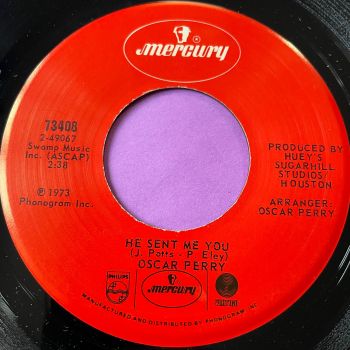 mercury
73408
2-49067
Swamp Music
Inc. (ASCAP)
2:38
Ⓟ 1973
Phonogram Inc.
PRODUCED BY
HUEY'S
SUGARHILL
STUDIOS/
HOUSTON
ARRANGER:
OSCAR PERRY
HE SENT ME YOU
(J. Patts - P. Eley)
OSCAR PERRY
PHILIPS
mercury
MANUFACTURED AND DISTRIBUTED BY PHONOGRAM, INC.